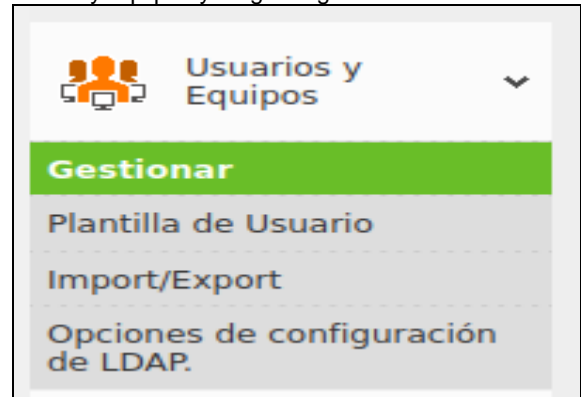 Usuarios y
Equipos
Gestionar
Plantilla de Usuario
Import/Export
Opciones de configuración
de LDAP.